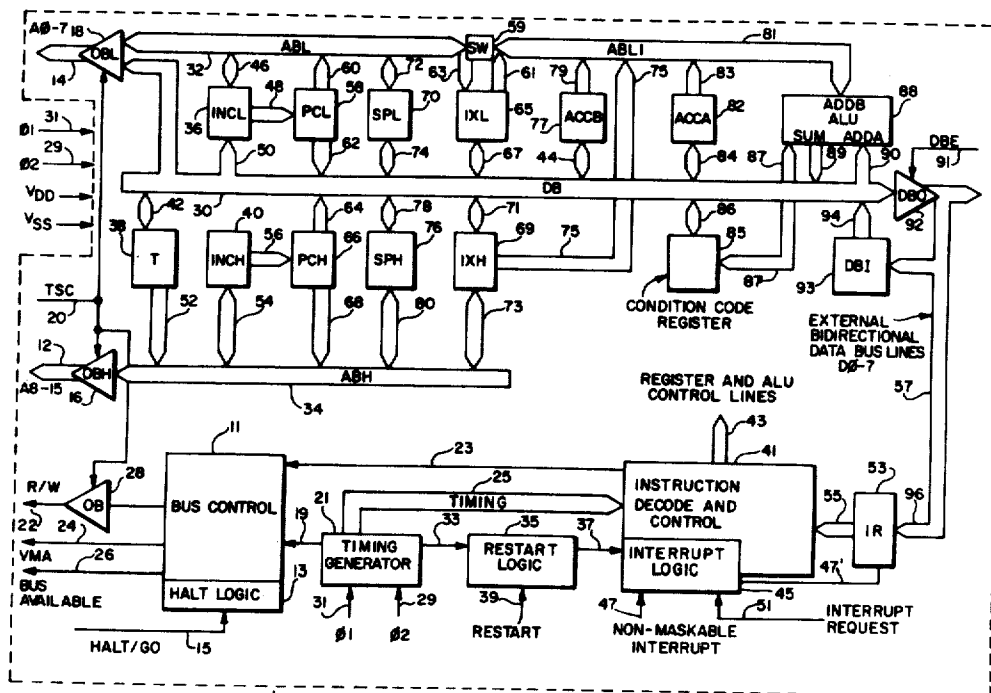 A0-7 18 59 81
OBL ABL SW ABLI
14 32 46 60 72 63 61 79 75 83
48 58 70 65 82 88
INCL PCL SPL IXL ACCB ACCA ADDB ALU
36 77 SUM ADDA
Ø1 31
Ø2 29
VDD
VSS
50 62 74 67 44 84 87 89 90 DBE 91
DB DBO
42 30 64 78 71 86 94 92
38 40 66 76 69 85
T INCH 56 PCH SPH IXH 75 DBI
93
87
CONDITION CODE REGISTER
TSC
20
52 54 68 80 73
EXTERNAL BIDIRECTIONAL DATA BUS LINES DØ-7
12
OBH ABH
A8-15 16 34
57
REGISTER AND ALU CONTROL LINES
43
11 23 41
28 25 53
R/W OB BUS CONTROL TIMING INSTRUCTION DECODE AND CONTROL 55 IR 96
22 24 19 21 33 35 37
VMA TIMING GENERATOR RESTART LOGIC INTERRUPT LOGIC
26
BUS AVAILABLE
HALT LOGIC 13
31 29 39 47 45 47'
51
HALT/GO 15 Ø1 Ø2 RESTART NON-MASKABLE INTERRUPT INTERRUPT REQUEST